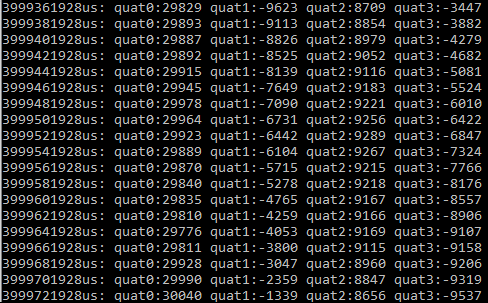 3999361928us: quat0:29829 quat1:-9623 quat2:8709 quat3:-3447
3999381928us: quat0:29893 quat1:-9113 quat2:8854 quat3:-3882
3999401928us: quat0:29887 quat1:-8826 quat2:8979 quat3:-4279
3999421928us: quat0:29892 quat1:-8525 quat2:9052 quat3:-4682
3999441928us: quat0:29915 quat1:-8139 quat2:9116 quat3:-5081
3999461928us: quat0:29945 quat1:-7649 quat2:9183 quat3:-5524
3999481928us: quat0:29978 quat1:-7090 quat2:9221 quat3:-6010
3999501928us: quat0:29964 quat1:-6731 quat2:9256 quat3:-6422
3999521928us: quat0:29923 quat1:-6442 quat2:9289 quat3:-6847
3999541928us: quat0:29889 quat1:-6104 quat2:9267 quat3:-7324
3999561928us: quat0:29870 quat1:-5715 quat2:9215 quat3:-7766
3999581928us: quat0:29840 quat1:-5278 quat2:9218 quat3:-8176
3999601928us: quat0:29835 quat1:-4765 quat2:9167 quat3:-8557
3999621928us: quat0:29810 quat1:-4259 quat2:9166 quat3:-8906
3999641928us: quat0:29776 quat1:-4053 quat2:9169 quat3:-9107
3999661928us: quat0:29811 quat1:-3800 quat2:9115 quat3:-9158
3999681928us: quat0:29928 quat1:-3047 quat2:8960 quat3:-9206
3999701928us: quat0:29990 quat1:-2359 quat2:8847 quat3:-9319
3999721928us: quat0:30040 quat1:-1339 quat2:8656 quat3:-9537